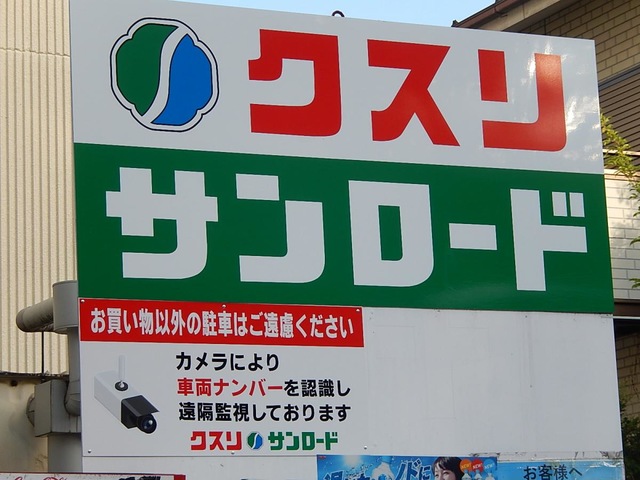 クスリ
サンロード
お買い物以外の駐車はご遠慮ください
カメラにより
車両ナンバーを認識し
遠隔監視しております
クスリ サンロード
お客様へ